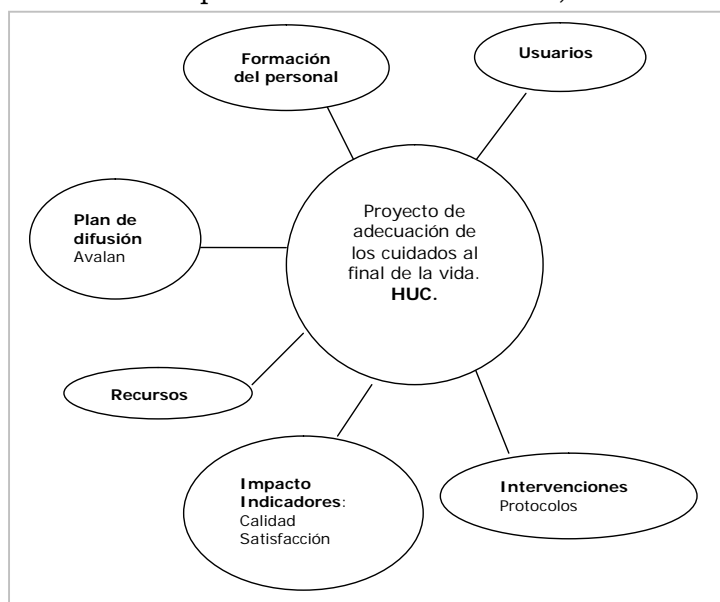 Formación
del personal
Usuarios
Plan de
difusión
Avalan
Proyecto de
adecuación de
los cuidados al
final de la vida.
HUC.
Recursos
Impacto
Indicadores:
Calidad
Satisfacción
Intervenciones
Protocolos